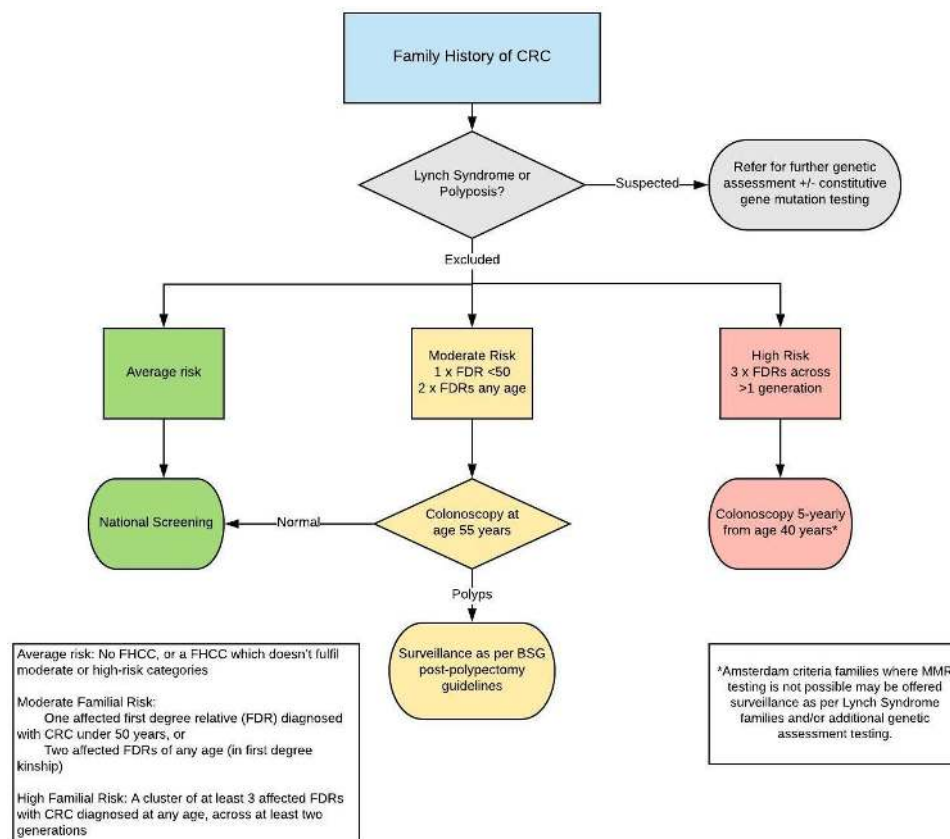 Family History of CRC
Lynch Syndrome or
Polyposis?
Suspected
Refer for further genetic
assessment +/- constitutive
gene mutation testing
Excluded
Average risk
Moderate Risk
1 x FDR <50
2 x FDRs any age
High Risk
3 x FDRs across
>1 generation
National Screening
Normal
Colonoscopy at
age 55 years
Colonoscopy 5-yearly
from age 40 years*
Polyps
Surveillance as per BSG
post-polypectomy
guidelines
Average risk: No FHCC, or a FHCC which doesn't fulfil
moderate or high-risk categories
Moderate Familial Risk:
One affected first degree relative (FDR) diagnosed
with CRC under 50 years, or
Two affected FDRs of any age (in first degree
kinship)
High Familial Risk: A cluster of at least 3 affected FDRs
with CRC diagnosed at any age, across at least two
generations
*Amsterdam criteria families where MMR
testing is not possible may be offered
surveillance as per Lynch Syndrome
families and/or additional genetic
assessment testing.